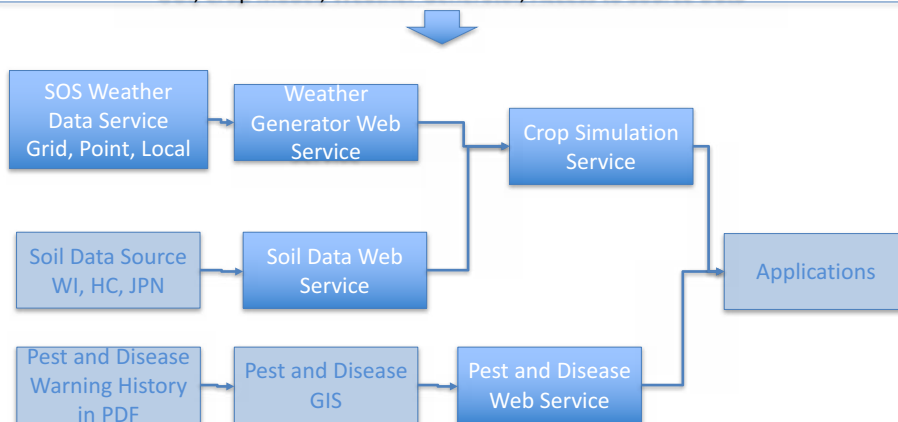 SOS Weather
Data Service
Grid, Point, Local
Weather
Generator Web
Service
Crop Simulation
Service
Soil Data Source
WI, HC, JPN
Soil Data Web
Service
Applications
Pest and Disease
Warning History
in PDF
Pest and Disease
GIS
Pest and Disease
Web Service